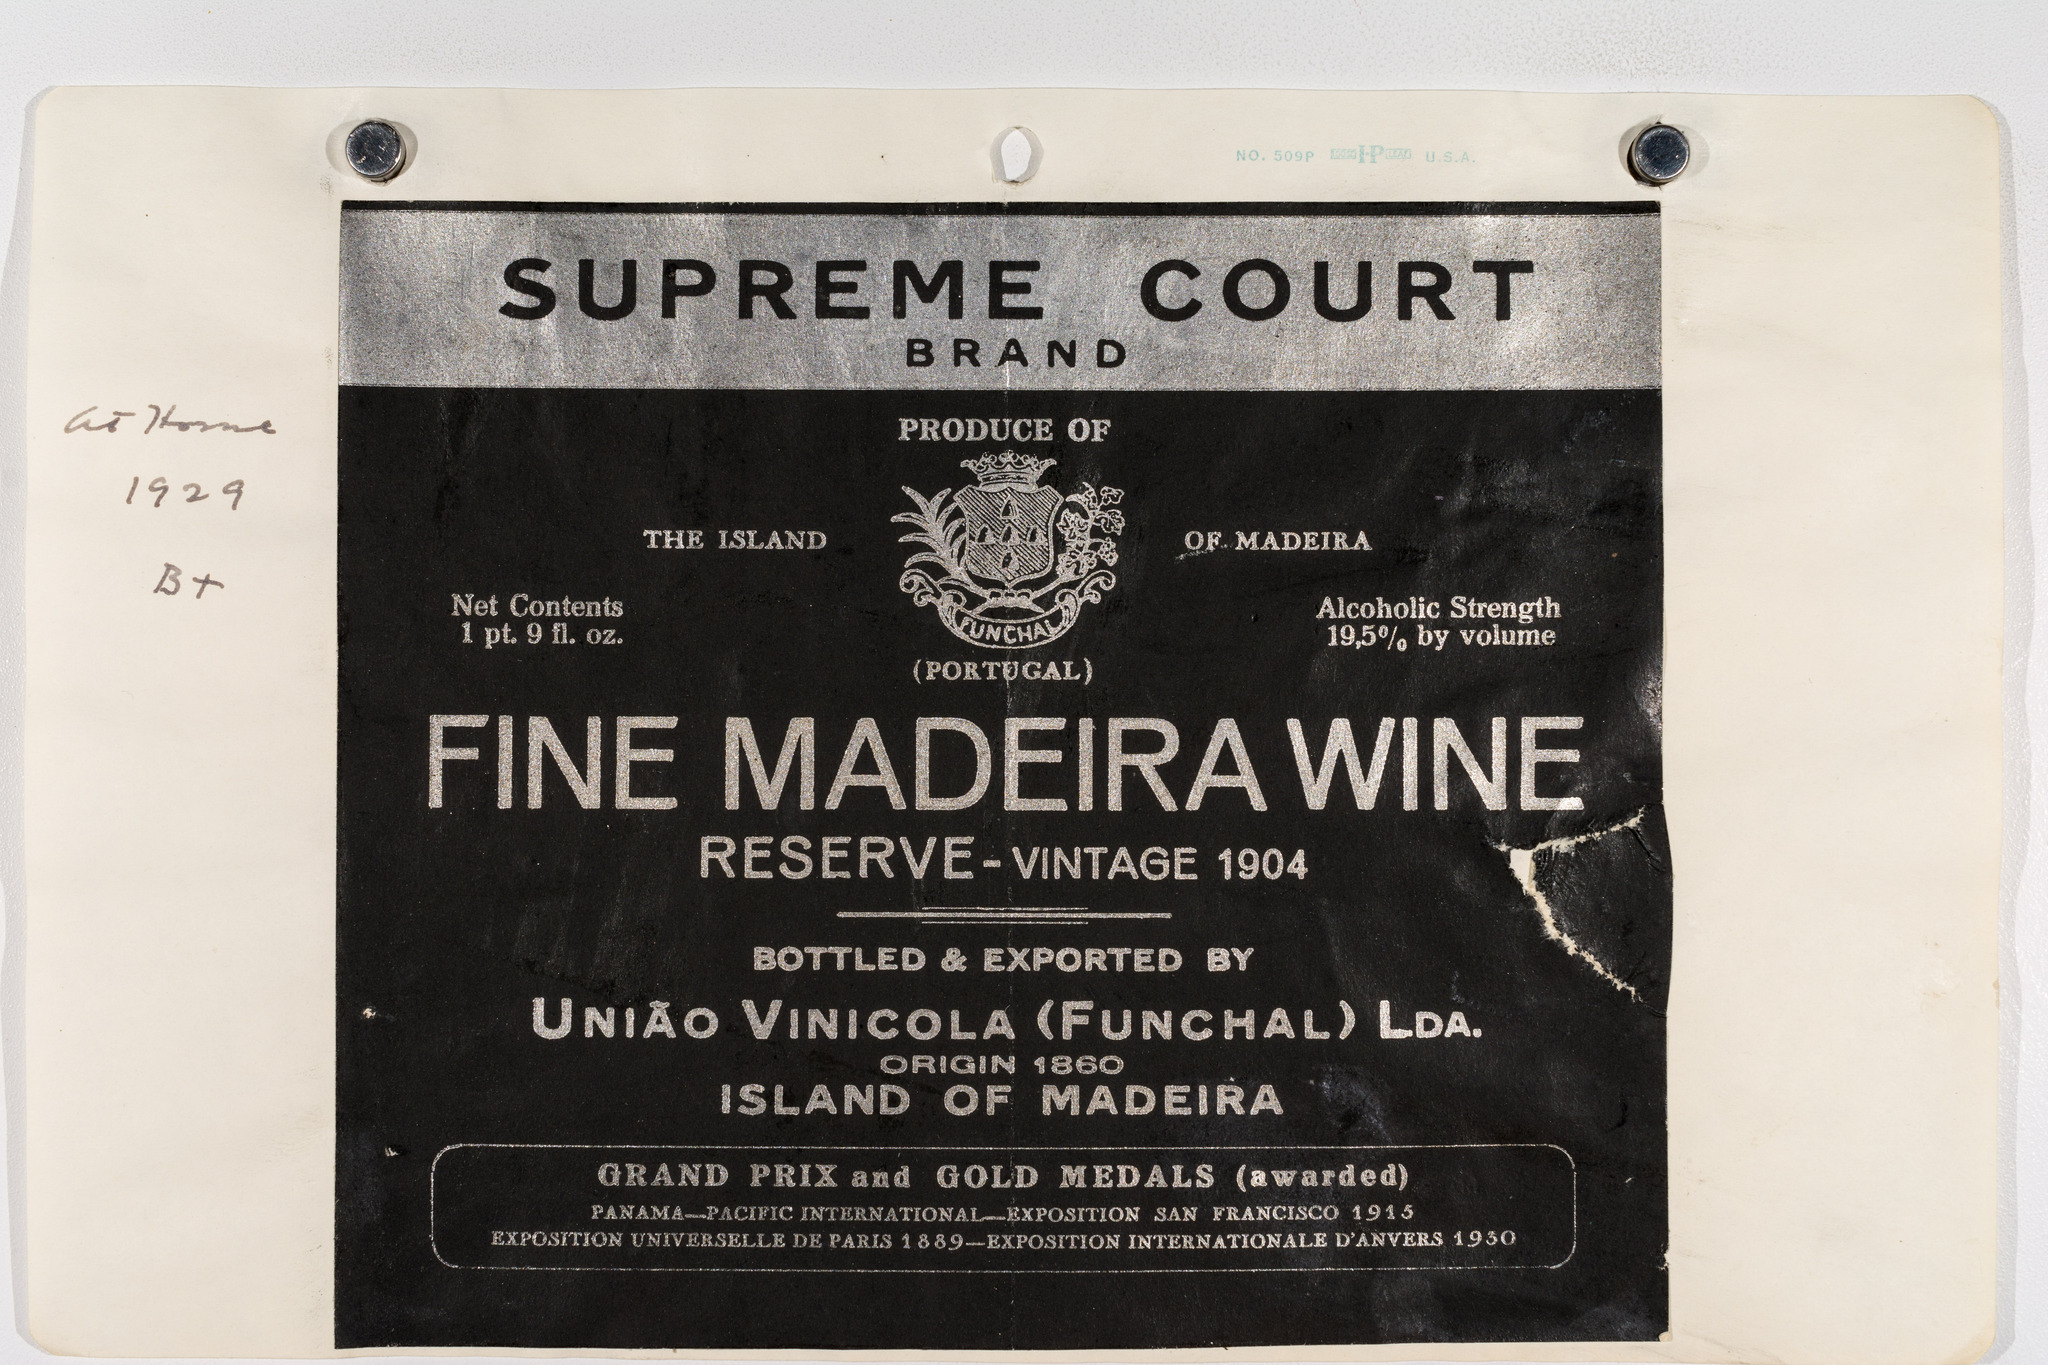 NO. 509P HP U.S.A.
SUPREME COURT
BRAND
PRODUCE OF
THE ISLAND OF MADEIRA
FUNCHAL
(PORTUGAL)
Net Contents
1 pt. 9 fl. oz.
Alcoholic Strength
19,5% by volume
FINE MADEIRA WINE
RESERVE - VINTAGE 1904
BOTTLED & EXPORTED BY
UNIÃO VINICOLA (FUNCHAL) LDA.
ORIGIN 1860
ISLAND OF MADEIRA
GRAND PRIX and GOLD MEDALS (awarded)
PANAMA—PACIFIC INTERNATIONAL—EXPOSITION SAN FRANCISCO 1915
EXPOSITION UNIVERSELLE DE PARIS 1889—EXPOSITION INTERNATIONALE D'ANVERS 1930
At Home
1929
B+